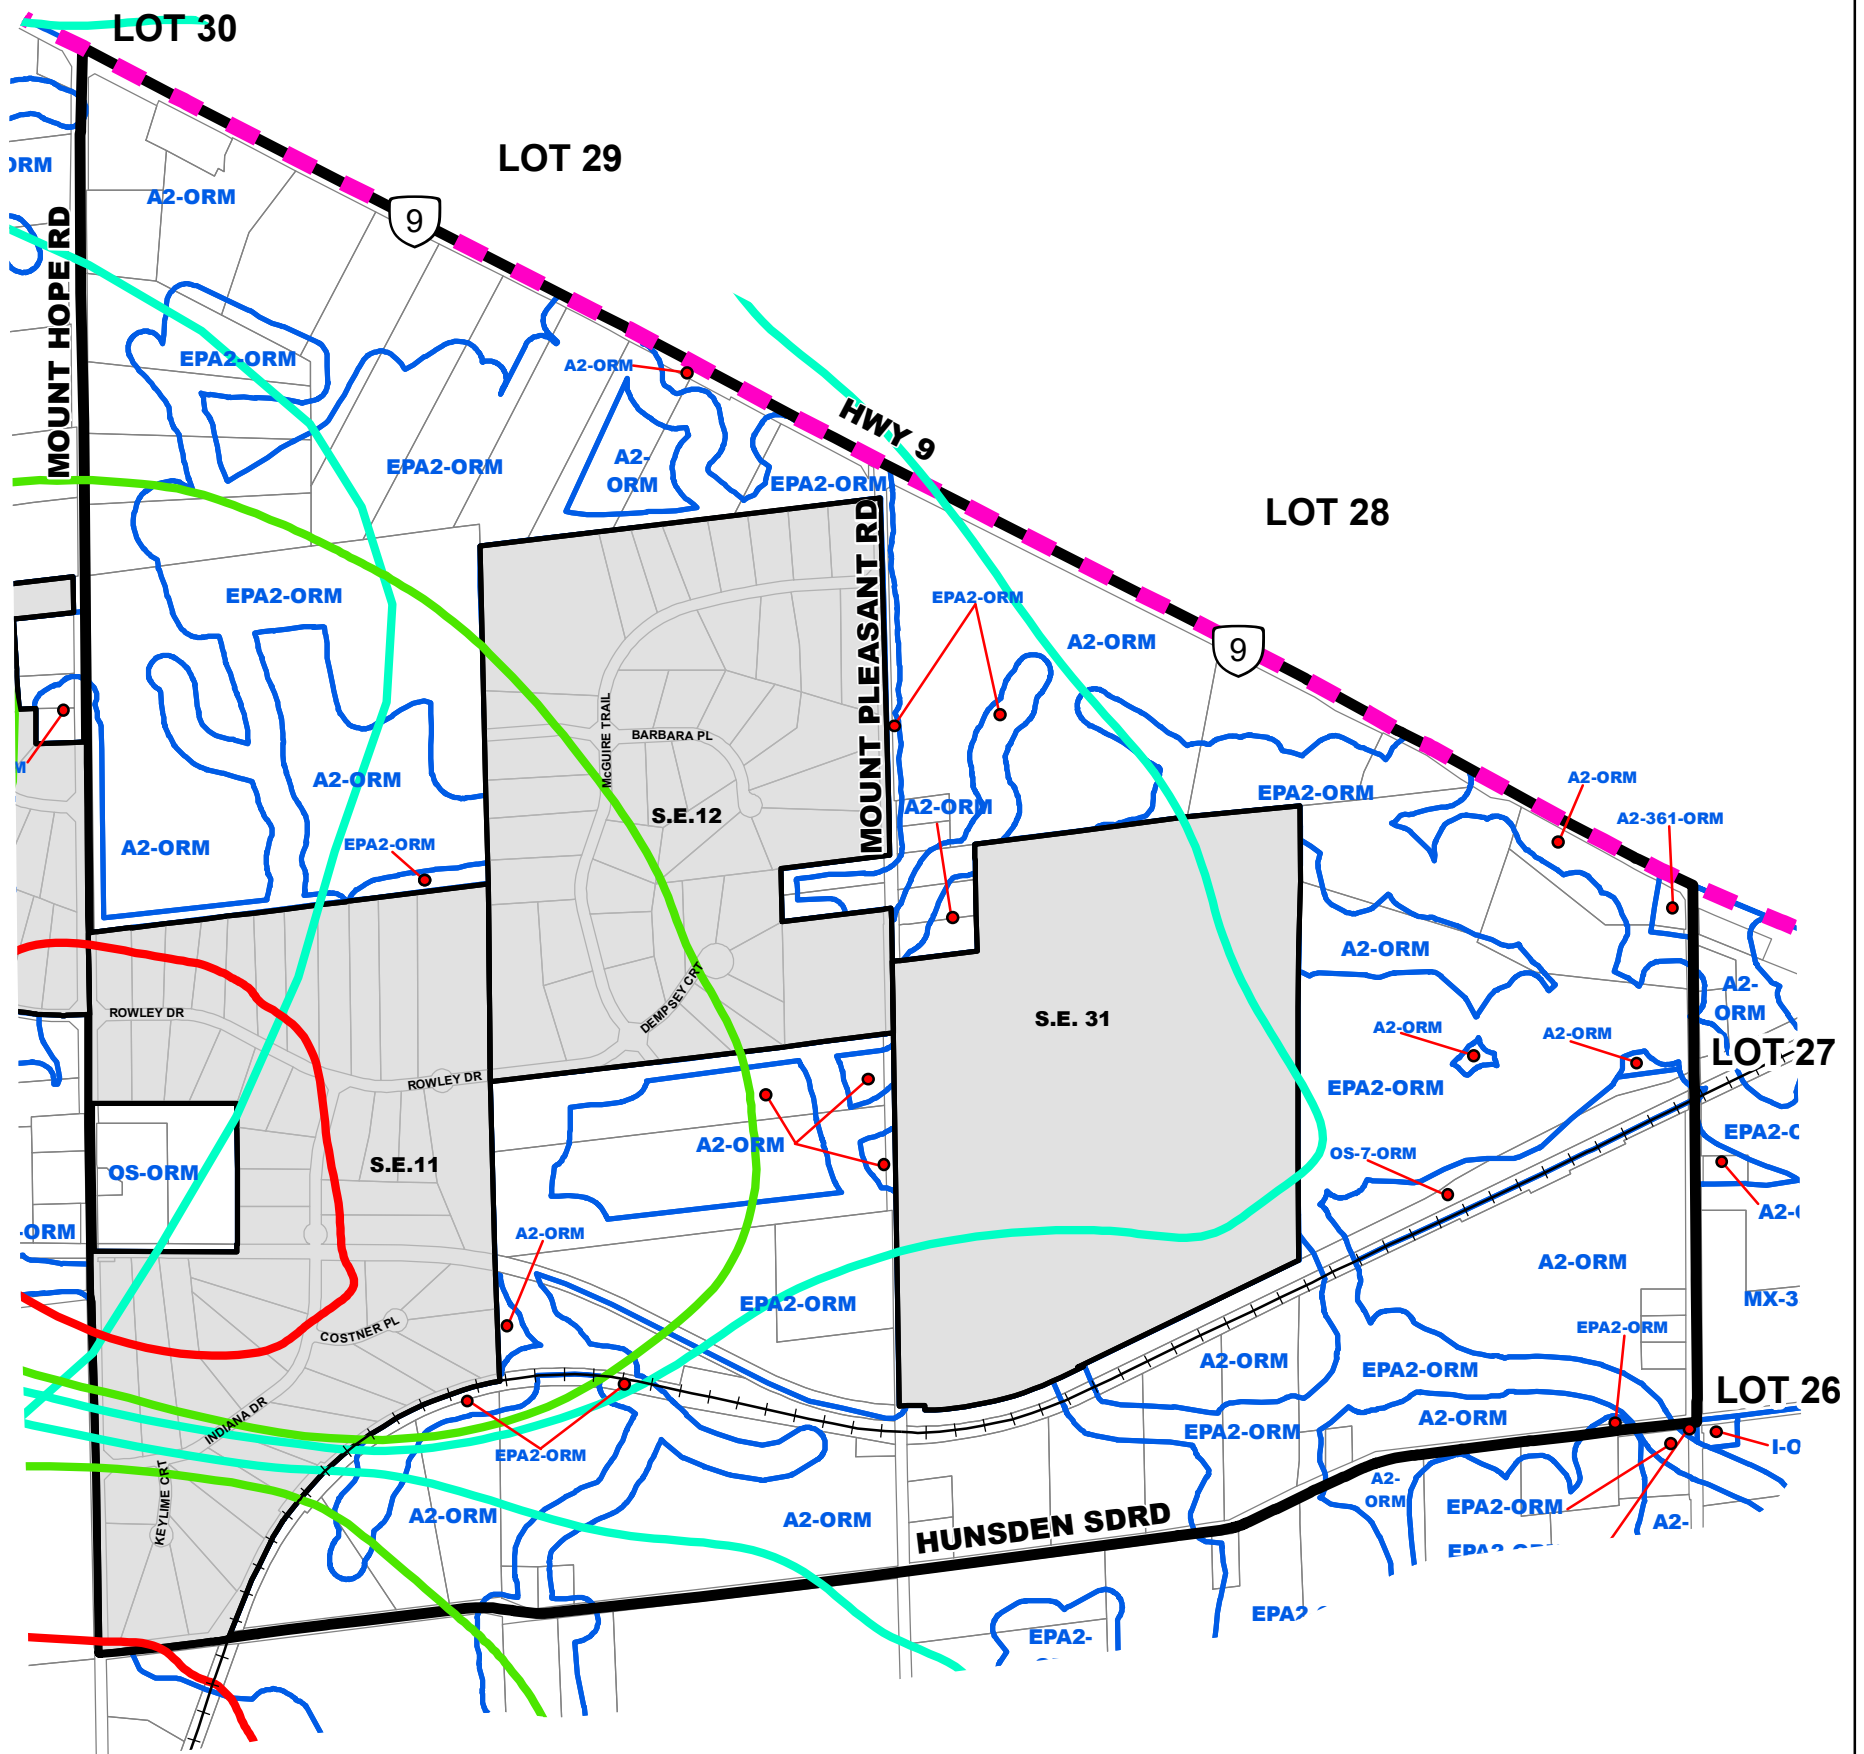 LOT 30
LOT 29
ORM
A2-ORM
9
MOUNT HOPE RD
EPA2-ORM
A2-ORM
HWY 9
EPA2-ORM
A2-
ORM
EPA2-ORM
LOT 28
MOUNT PLEASANT RD
EPA2-ORM
EPA2-ORM
A2-ORM
9
McGUIRE TRAIL
BARBARA PL
M
A2-ORM
A2-ORM
EPA2-ORM
A2-ORM
S.E.12
A2-ORM
A2-361-ORM
A2-ORM
EPA2-ORM
A2-ORM
DEMPSEY CRT
A2-
ORM
ROWLEY DR
S.E. 31
A2-ORM
A2-ORM
LOT 27
ROWLEY DR
EPA2-ORM
A2-ORM
EPA2-O
S.E.11
OS-ORM
OS-7-ORM
A2-O
-ORM
A2-ORM
A2-ORM
EPA2-ORM
MX-3
COSTNER PL
EPA2-ORM
A2-ORM
EPA2-ORM
LOT 26
INDIANA DR
A2-ORM
EPA2-ORM
I-O
EPA2-ORM
KEYLIME CRT
A2-
ORM
EPA2-ORM
A2-ORM
A2-ORM
HUNSDEN SDRD
A2-
EPA2-ORM
EPA2-
EPA2-